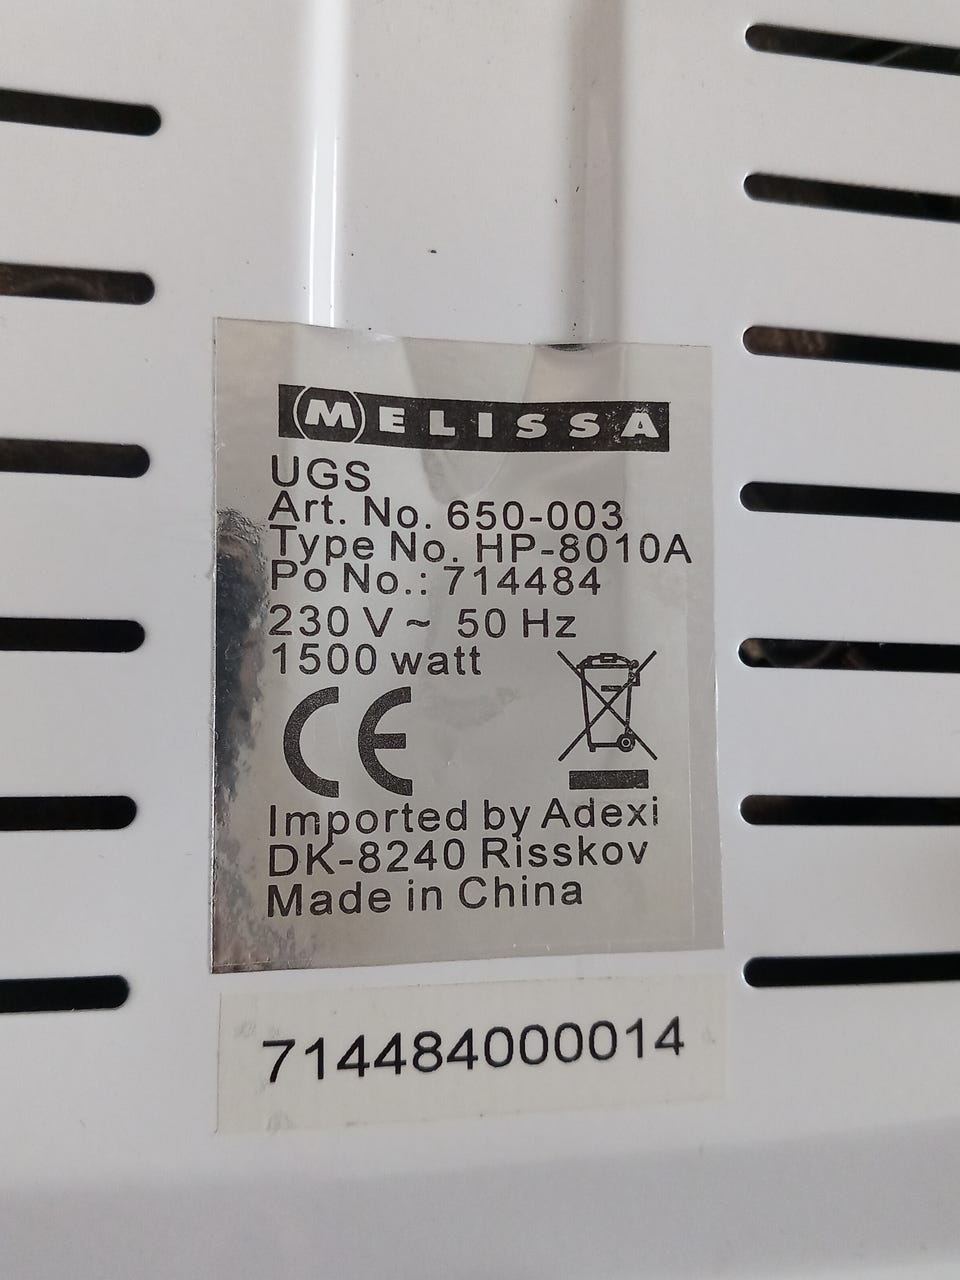 MELISSA
UGS
Art. No. 650-003
Type No. HP-8010A
Po No.: 714484
230 V ~ 50 Hz
1500 watt
CE
Imported by Adexi
DK-8240 Risskov
Made in China
714484000014